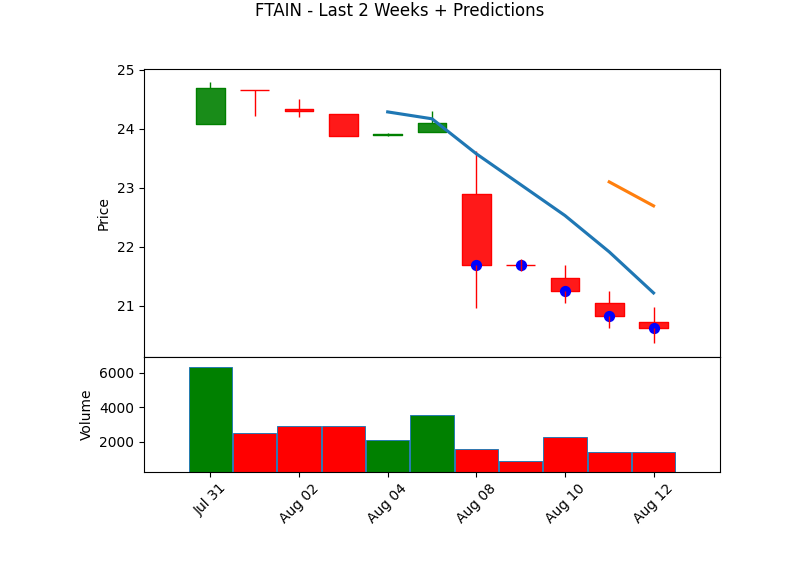 FTAIN - Last 2 Weeks + Predictions
25
24
23
22
21
Price
6000
4000
2000
Volume
Jul 31
Aug 02
Aug 04
Aug 08
Aug 10
Aug 12